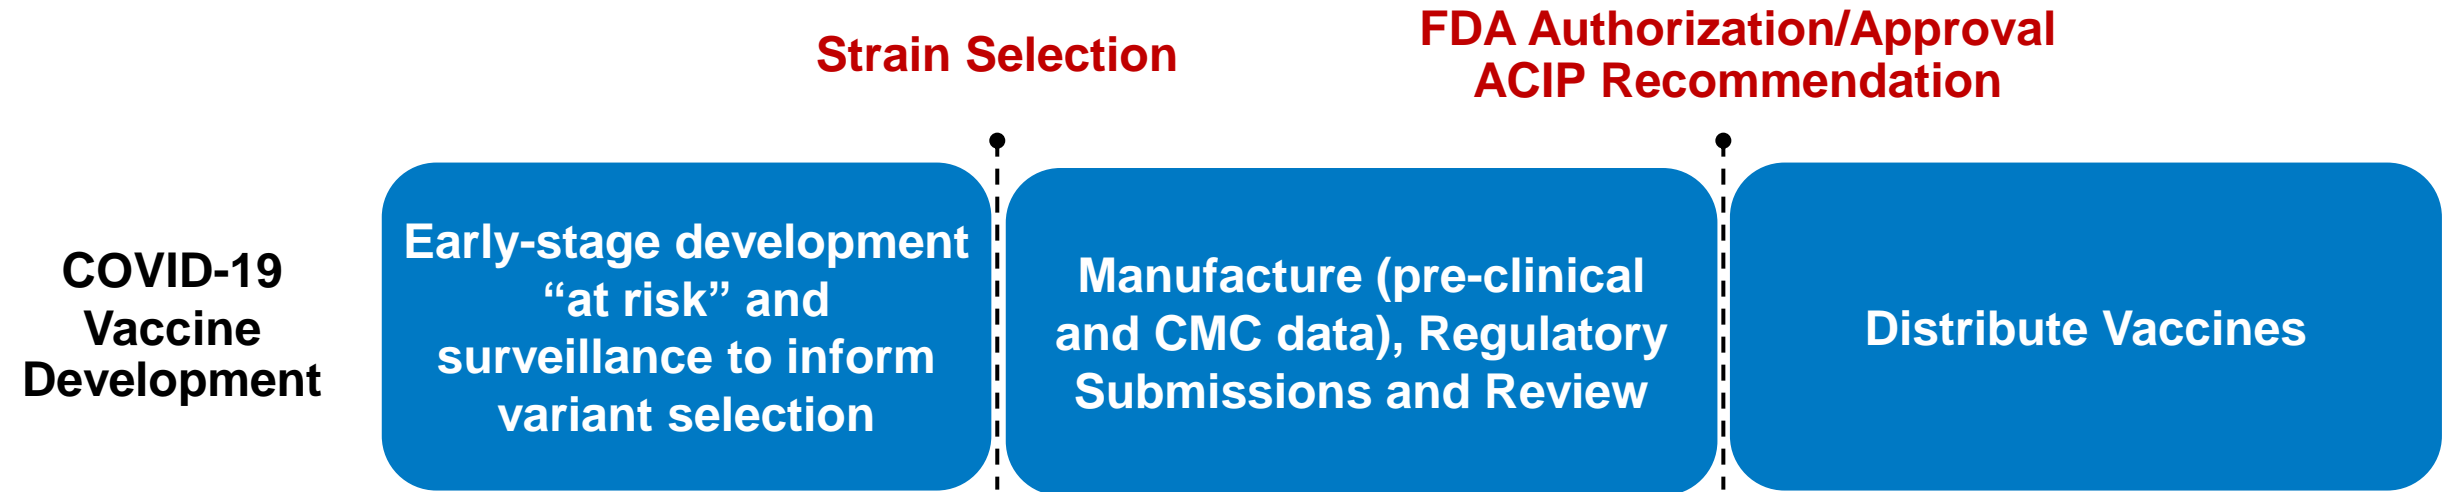 Strain Selection
FDA Authorization/Approval
ACIP Recommendation
COVID-19
Vaccine
Development
Early-stage development
“at risk” and
surveillance to inform
variant selection
Manufacture (pre-clinical
and CMC data), Regulatory
Submissions and Review
Distribute Vaccines